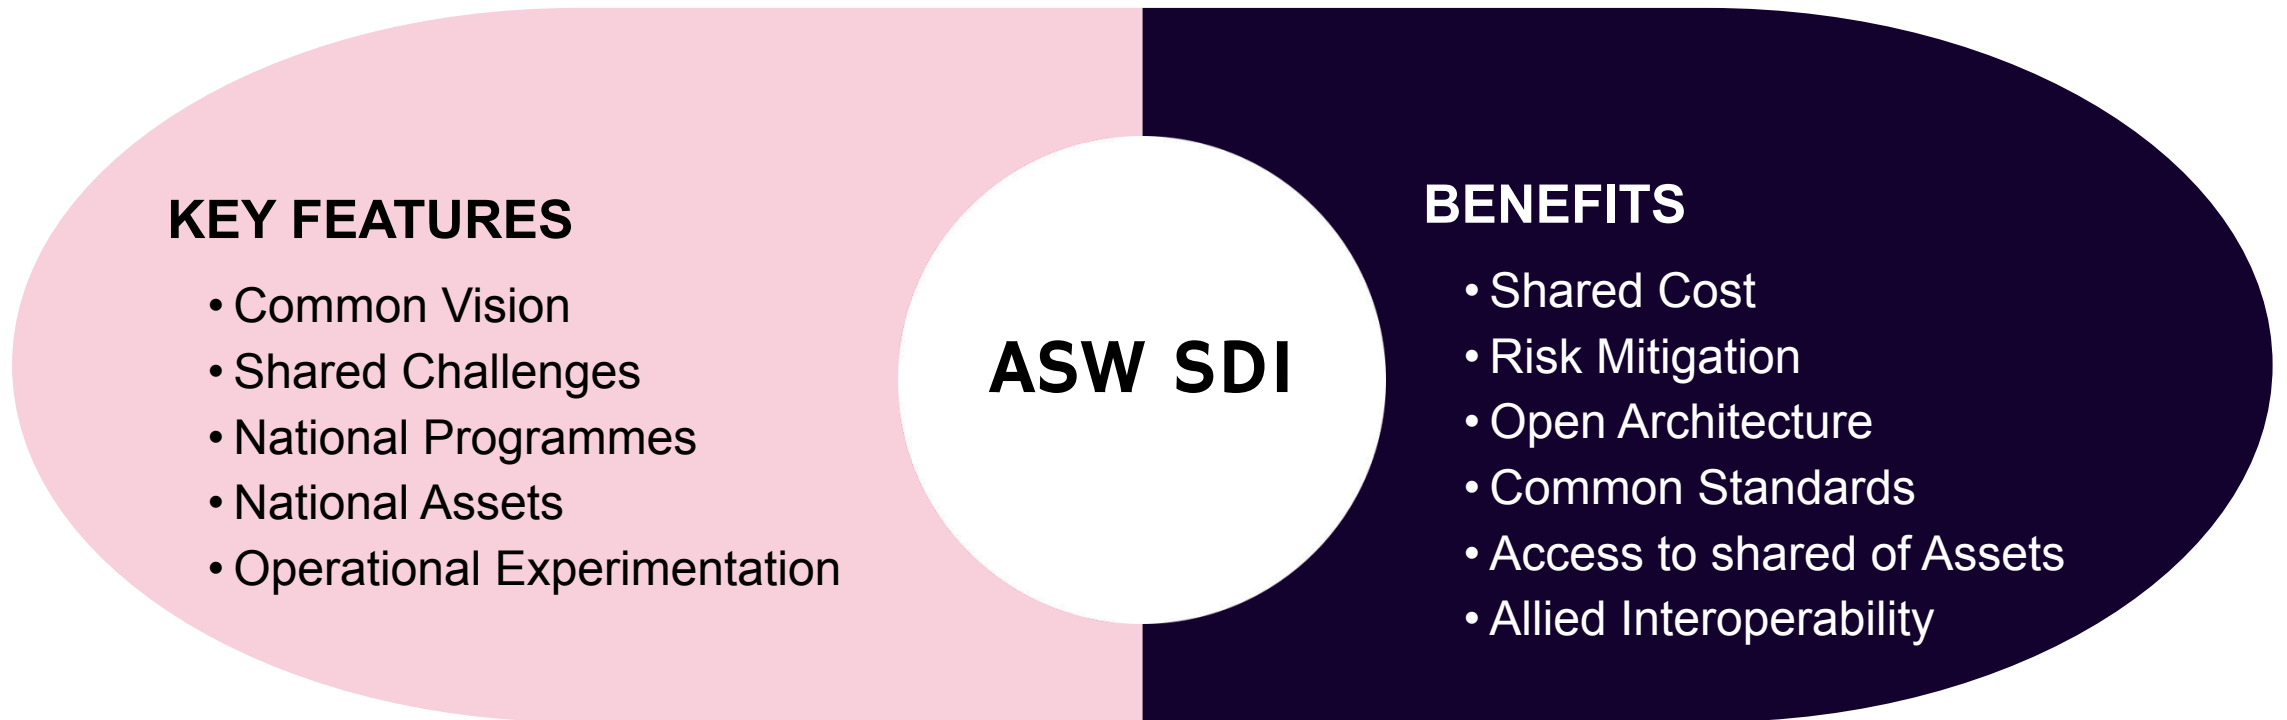 KEY FEATURES
• Common Vision
• Shared Challenges
• National Programmes
• National Assets
• Operational Experimentation
ASW SDI
BENEFITS
• Shared Cost
• Risk Mitigation
• Open Architecture
• Common Standards
• Access to shared of Assets
• Allied Interoperability